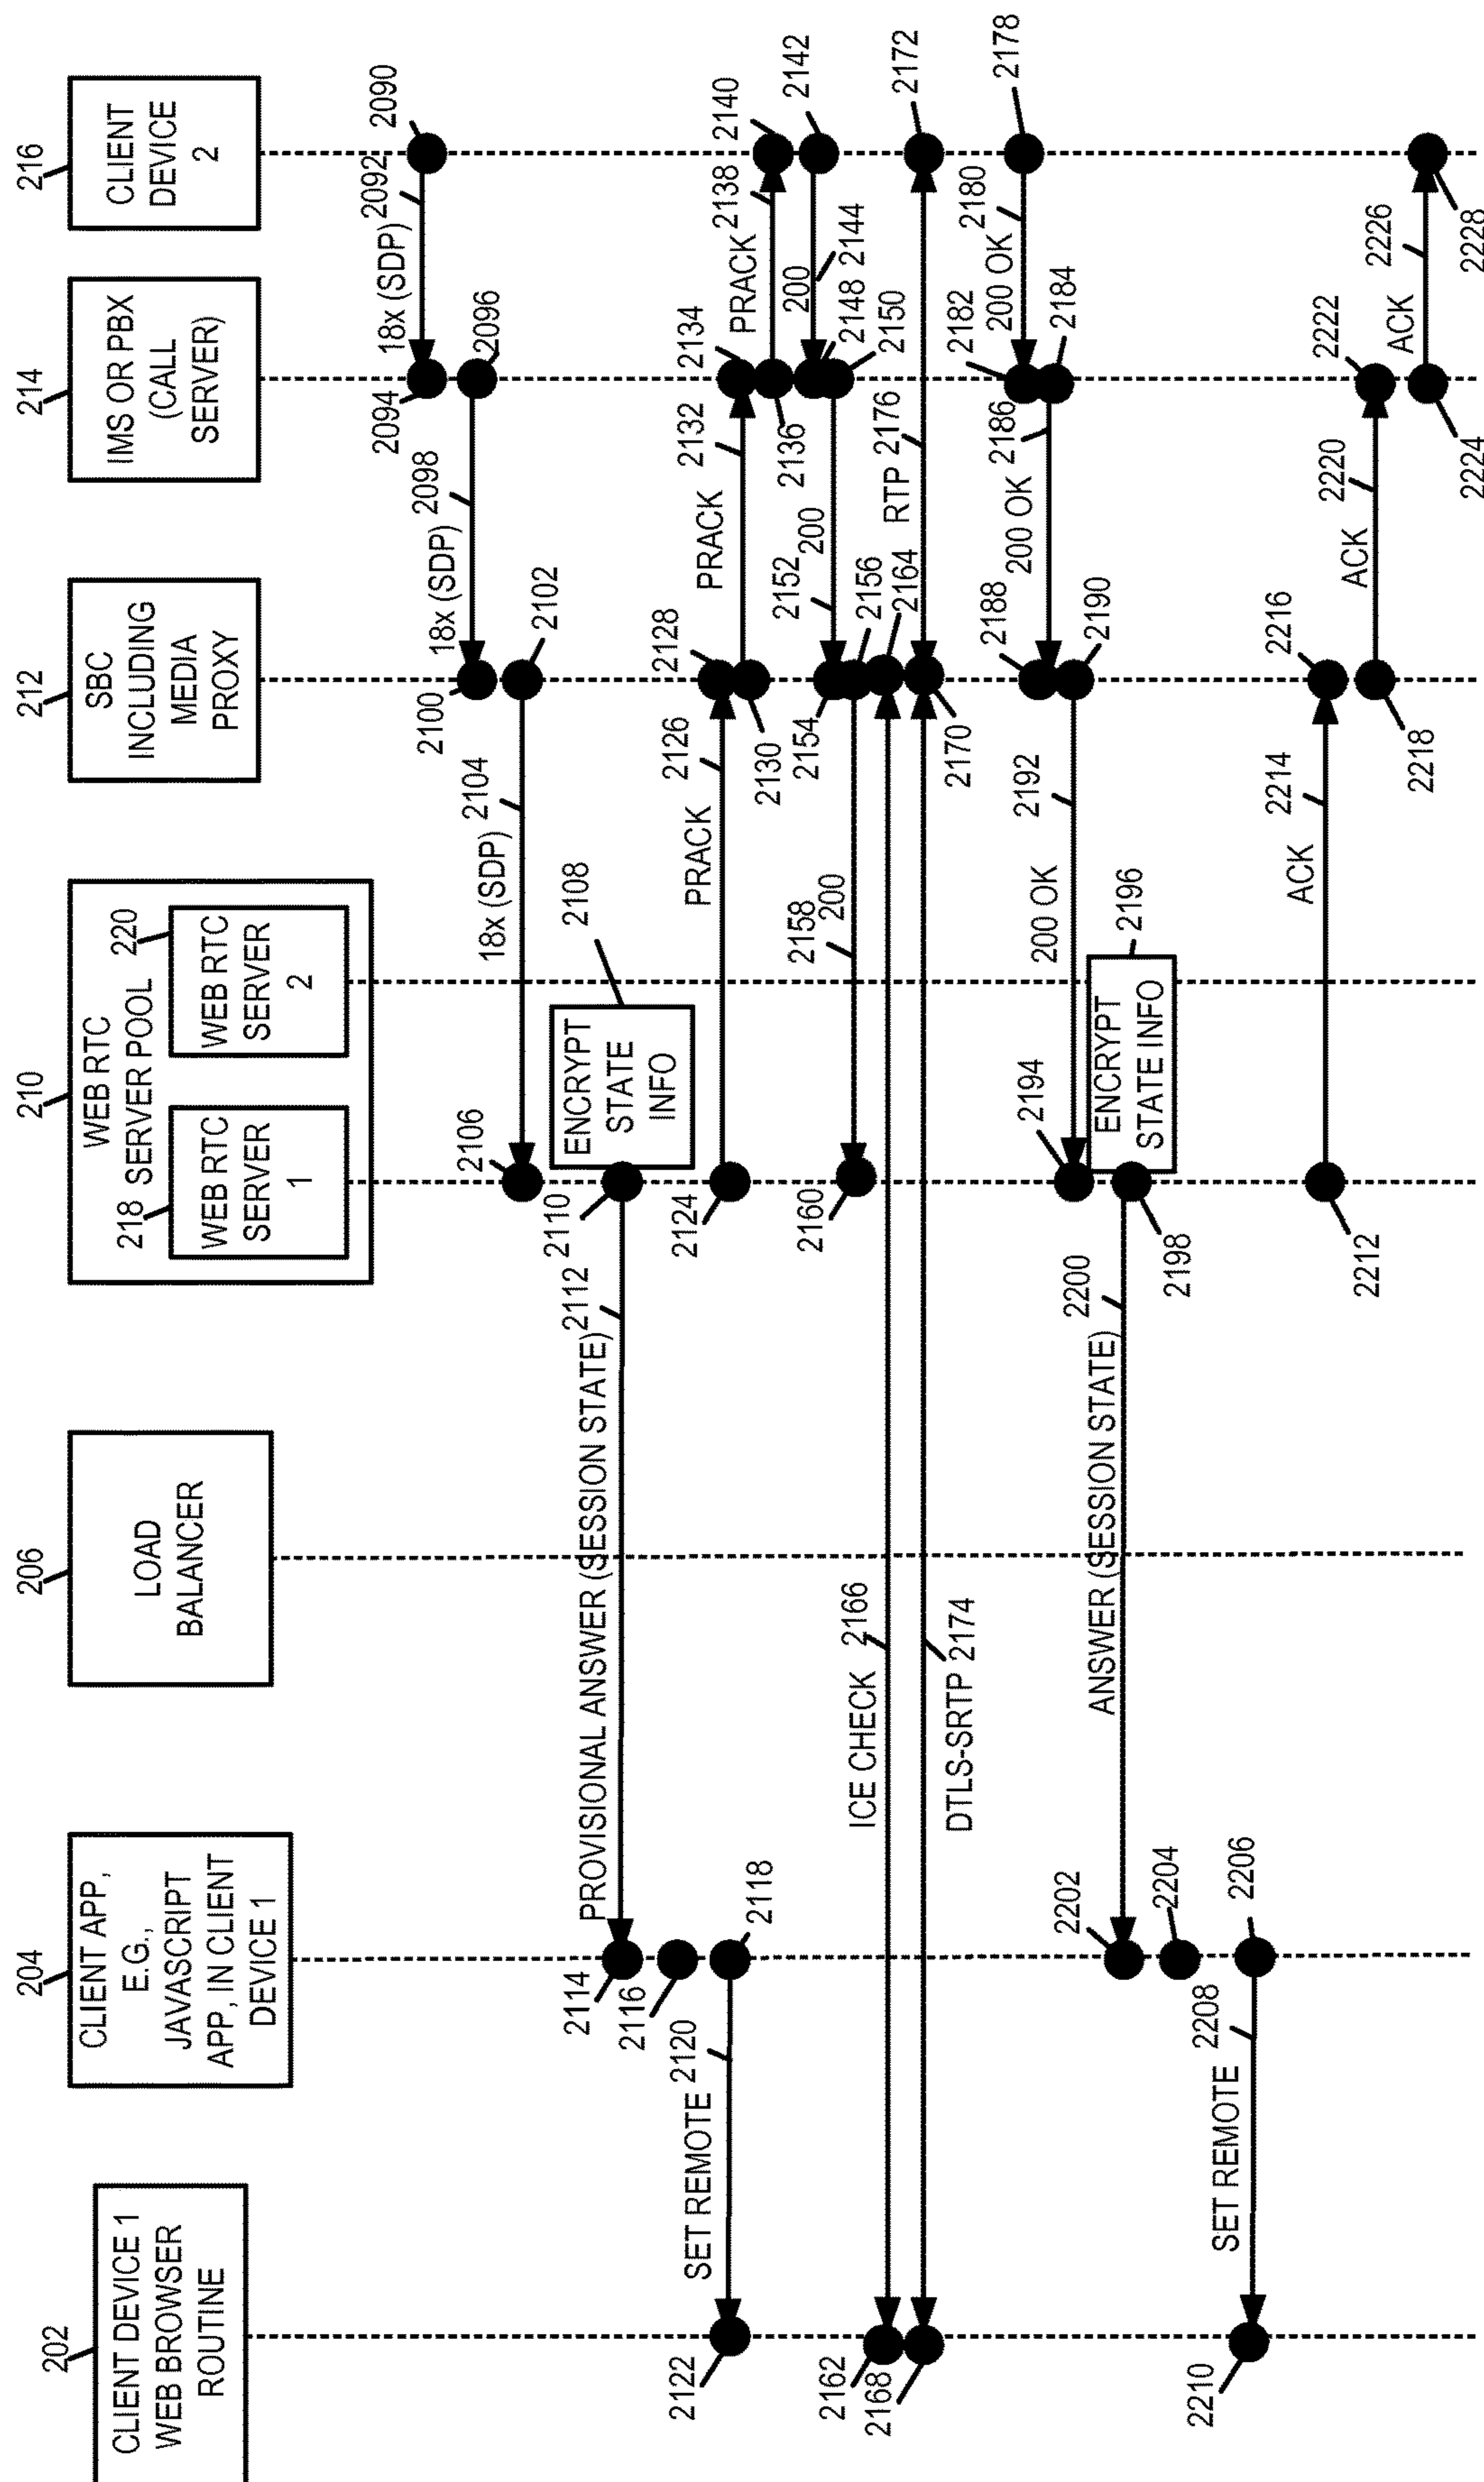 202
CLIENT DEVICE 1
WEB BROWSER
ROUTINE
204
CLIENT APP,
E.G.,
JAVASCRIPT
APP, IN CLIENT
DEVICE 1
206
LOAD
BALANCER
210
WEB RTC
SERVER POOL
218
WEB RTC
SERVER
1
220
WEB RTC
SERVER
2
212
SBC
INCLUDING
MEDIA
PROXY
214
IMS OR PBX
(CALL
SERVER)
216
CLIENT
DEVICE
2
2090
18x (SDP)
2092
2094
2096
18x (SDP)
2098
2100
2102
18x (SDP)
2104
2106
ENCRYPT
STATE
INFO
2108
2110
PROVISIONAL ANSWER (SESSION STATE)
2112
2114
2116
2118
SET REMOTE
2120
2122
2124
PRACK
2126
2128
2130
PRACK
2132
2134
2136
PRACK
2138
2140
2142
200
2144
2148
2150
200
2152
2154
2156
200
2158
2160
2162
2164
ICE CHECK
2166
2168
2170
2172
DTLS-SRTP
2174
RTP
2176
2178
200 OK
2180
2182
2184
200 OK
2186
2188
2190
200 OK
2192
2194
ENCRYPT
STATE INFO
2196
2198
ANSWER (SESSION STATE)
2200
2202
2204
2206
SET REMOTE
2208
2210
2212
ACK
2214
2216
2218
ACK
2220
2222
2224
ACK
2226
2228